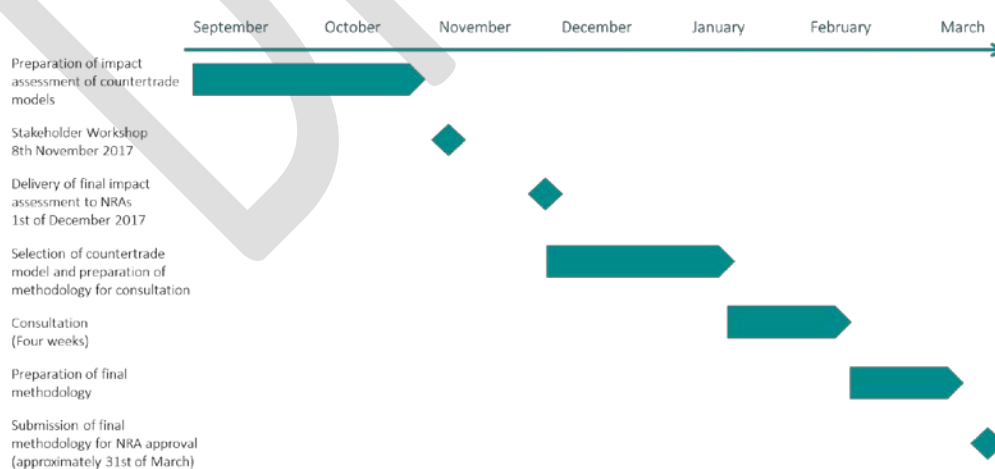 September October November December January February March
Preparation of impact
assessment of countertrade
models
Stakeholder Workshop
8th November 2017
Delivery of final impact
assessment to NRAs
1st of December 2017
Selection of countertrade
model and preparation of
methodology for consultation
Consultation
(Four weeks)
Preparation of final
methodology
Submission of final
methodology for NRA approval
(approximately 31st of March)